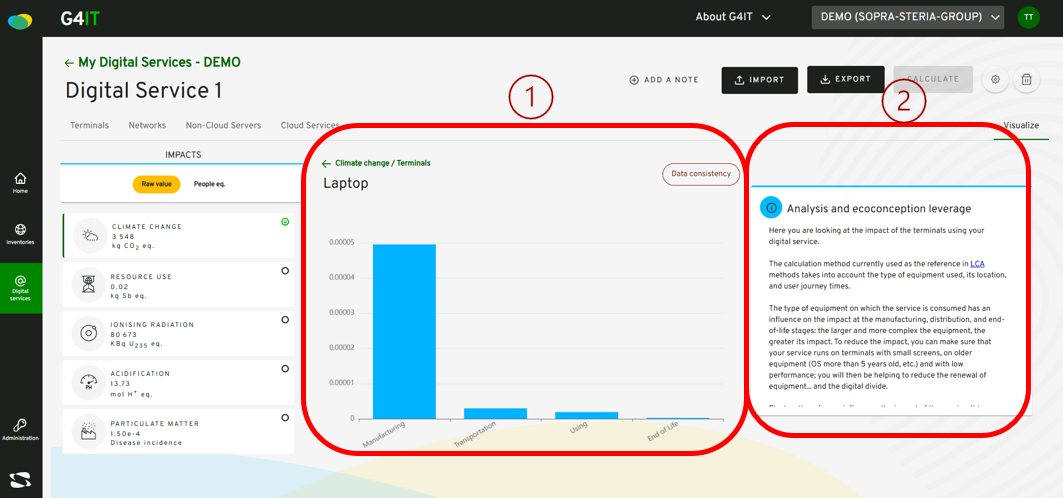 G4IT
About G4IT
DEMO (SOPRA-STERIA-GROUP)
TT
My Digital Services - DEMO
Digital Service 1
ADD A NOTE
IMPORT
EXPORT
CALCULATE
1
2
Terminals
Networks
Non-Cloud Servers
Cloud Services
Visualize
Home
Inventories
Digital
services
Administration
IMPACTS
Raw value
People eq.
CLIMATE CHANGE
3 548
kg CO2 eq.
RESOURCE USE
0.02
kg Sb eq.
IONISING RADIATION
80 673
KBq U235 eq.
PH
ACIDIFICATION
13.73
mol H+ eq.
PARTICULATE MATTER
1.50e-4
Disease incidence
Climate change / Terminals
Laptop
Data consistency
0.00005
0.00004
0.00003
0.00002
0.00001
0
Manufacturing
Transportation
Using
End of Life
Analysis and ecoconception leverage
Here you are looking at the impact of the terminals using your
digital service.
The calculation method currently used as the reference in LCA
methods takes into account the type of equipment used, its location,
and user journey times.
The type of equipment on which the service is consumed has an
influence on the impact at the manufacturing, distribution, and end-
of-life stages: the larger and more complex the equipment, the
greater its impact. To reduce the impact, you can make sure that
your service runs on terminals with small screens, on older
equipment (OS more than 5 years old, etc.) and with low
performance; you will then be helping to reduce the renewal of
equipment... and the digital divide.